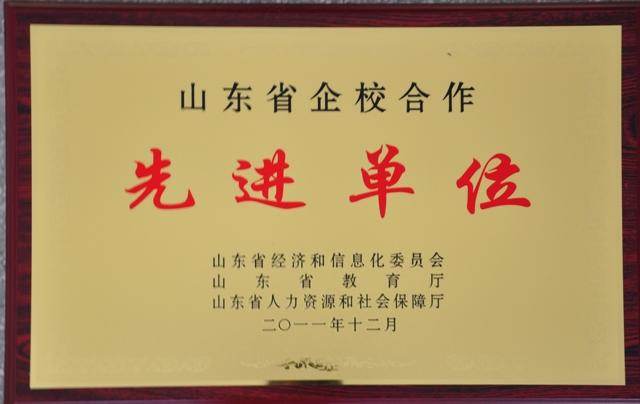 山东省企校合作
先进单位
山东省经济和信息化委员会
山东省教育厅
山东省人力资源和社会保障厅
二〇一一年十二月